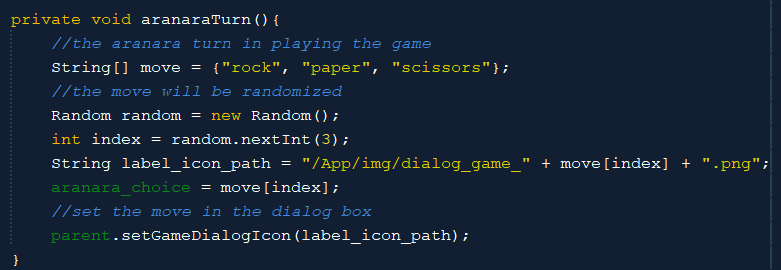 private void aranaraTurn(){
    //the aranara turn in playing the game
    String[] move = {"rock", "paper", "scissors"};
    //the move will be randomized
    Random random = new Random();
    int index = random.nextInt(3);
    String label_icon_path = "/App/img/dialog_game_" + move[index] + ".png";
    aranara_choice = move[index];
    //set the move in the dialog box
    parent.setGameDialogIcon(label_icon_path);
}